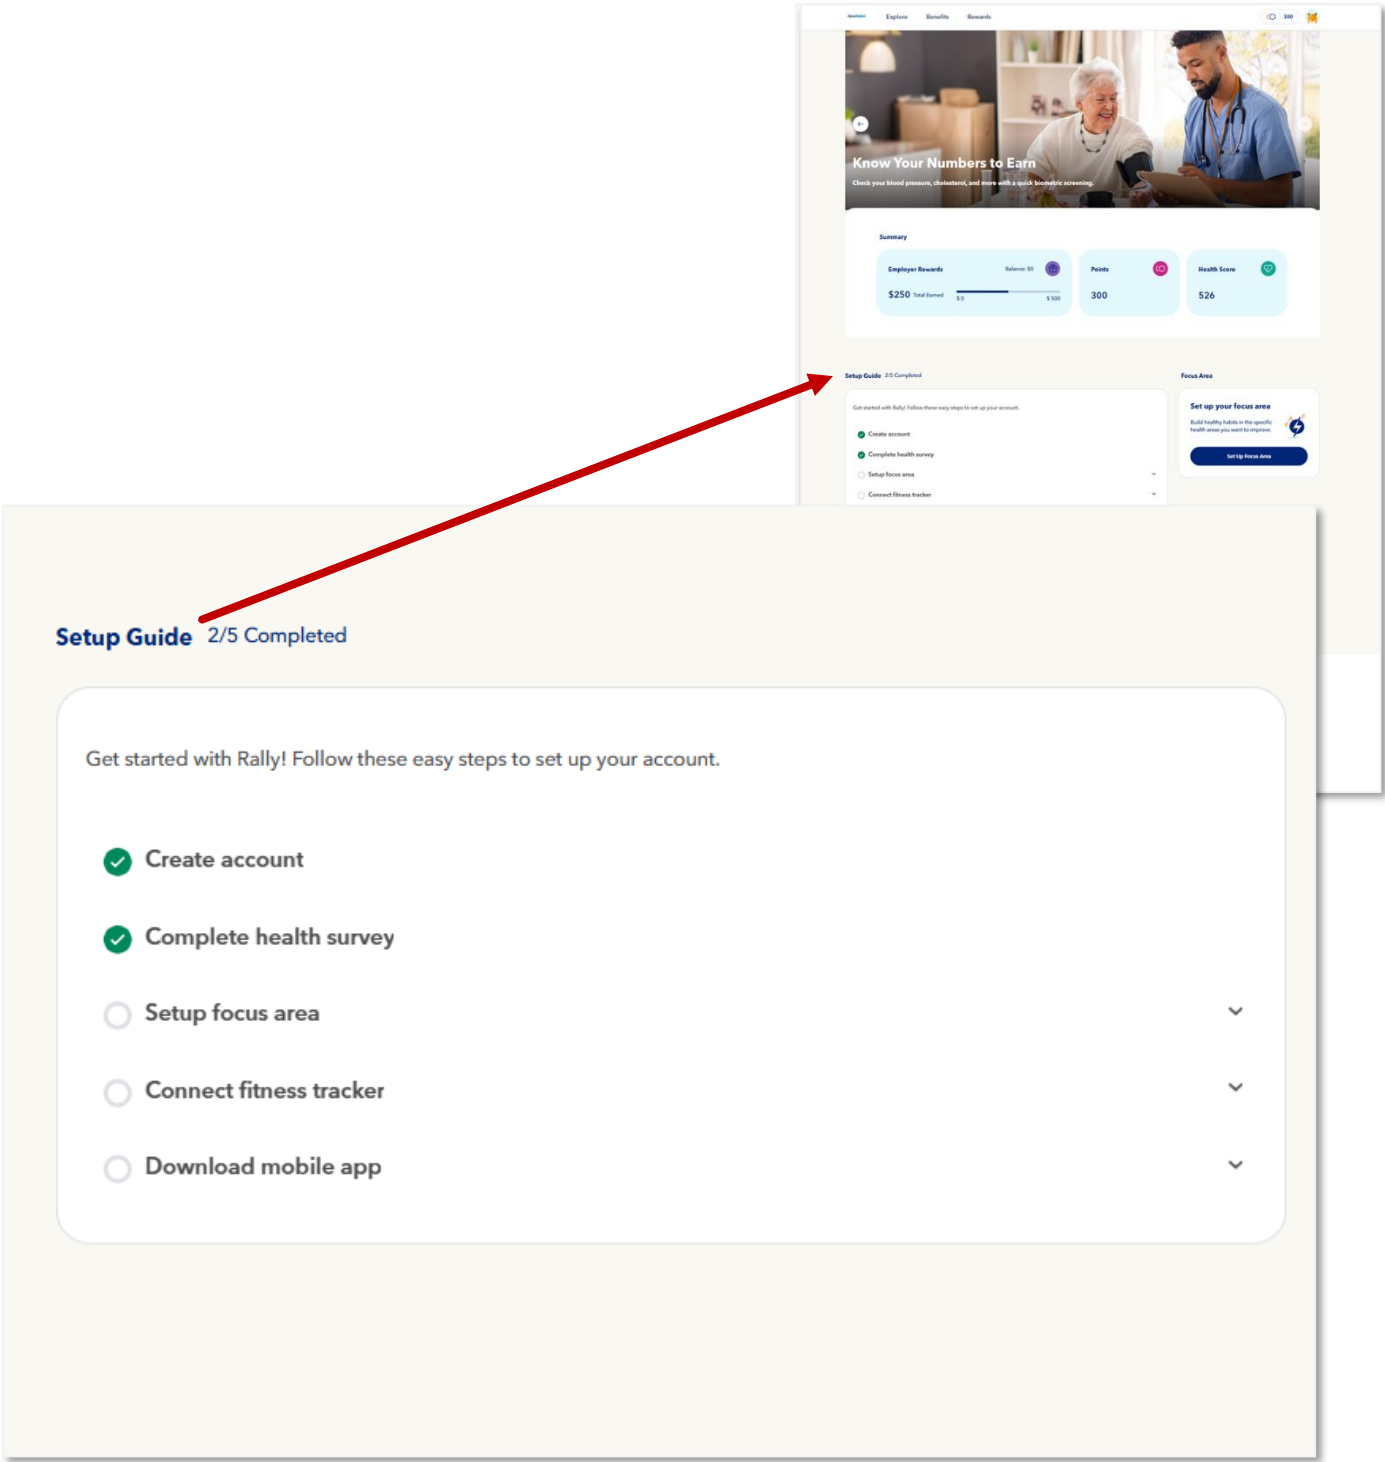 Explore Benefits Rewards 300
Know Your Numbers to Earn
Check your blood pressure, cholesterol, and more with a quick biometric screening.
Summary
Employer Rewards Balance: $0
$250 Total Earned $ 0 $ 500
Points
300
Health Score
526
Setup Guide 2/5 Completed
Get started with Rally! Follow these easy steps to set up your account.
Create account
Complete health survey
Setup focus area
Connect fitness tracker
Focus Area
Set up your focus area
Build healthy habits in the specific
health areas you want to improve.
Set Up Focus Area
Setup Guide 2/5 Completed
Get started with Rally! Follow these easy steps to set up your account.
Create account
Complete health survey
Setup focus area
Connect fitness tracker
Download mobile app